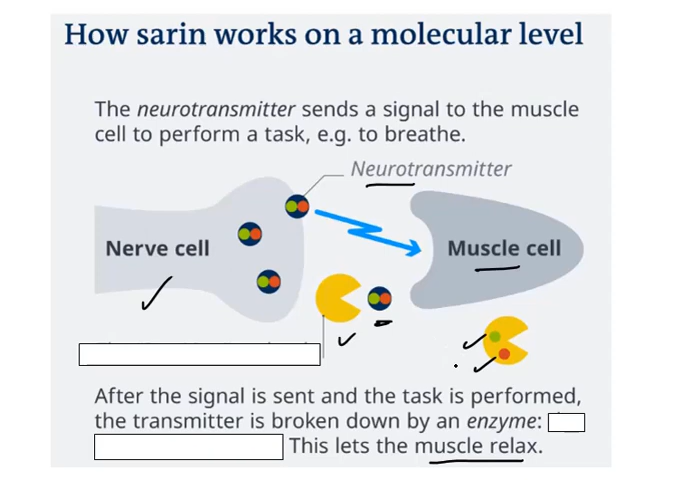 How sarin works on a molecular level
The neurotransmitter sends a signal to the muscle
cell to perform a task, e.g. to breathe.
Neurotransmitter
Nerve cell
Muscle cell
After the signal is sent and the task is performed,
the transmitter is broken down by an enzyme:
This lets the muscle relax.